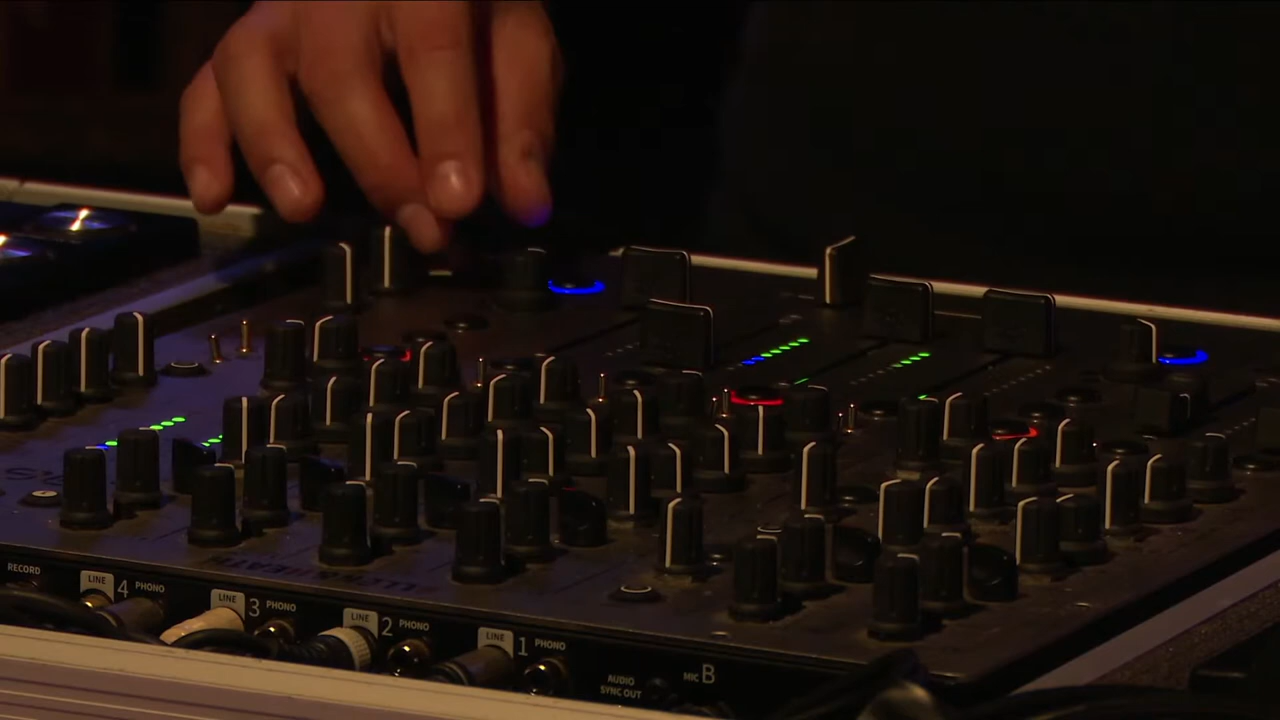 RECORD
LINE 4 PHONO
LINE 3 PHONO
LINE 2 PHONO
LINE 1 PHONO
AUDIO
SYNC OUT
MIC B